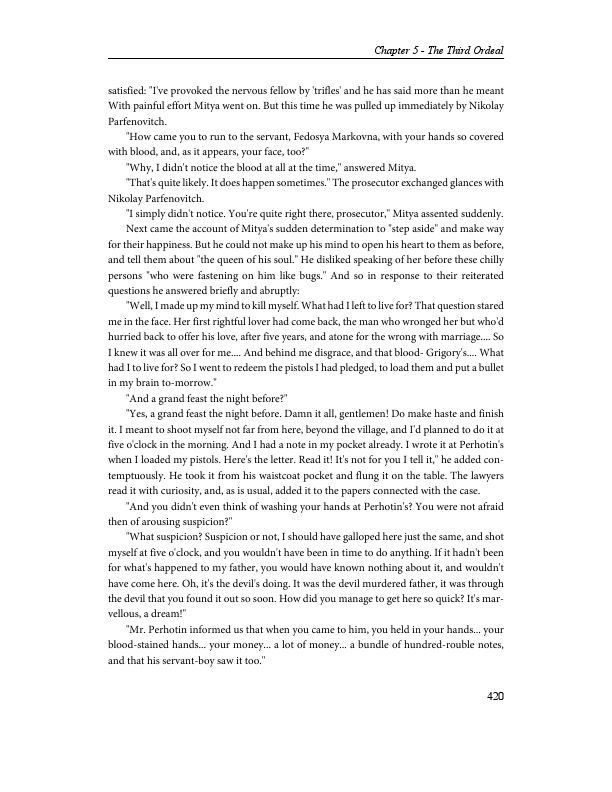 Chapter 5 - The Third Ordeal
satisfied: "I've provoked the nervous fellow by 'trifles' and he has said more than he meant
With painful effort Mitya went on. But this time he was pulled up immediately by Nikolay
Parfenovitch.
"How came you to run to the servant, Fedosya Markovna, with your hands so covered
with blood, and, as it appears, your face, too?"
"Why, I didn't notice the blood at all at the time," answered Mitya.
"That's quite likely. It does happen sometimes." The prosecutor exchanged glances with
Nikolay Parfenovitch.
"I simply didn't notice. You're quite right there, prosecutor," Mitya assented suddenly.
Next came the account of Mitya's sudden determination to "step aside" and make way
for their happiness. But he could not make up his mind to open his heart to them as before,
and tell them about "the queen of his soul." He disliked speaking of her before these chilly
persons "who were fastening on him like bugs." And so in response to their reiterated
questions he answered briefly and abruptly:
"Well, I made up my mind to kill myself. What had I left to live for? That question stared
me in the face. Her first rightful lover had come back, the man who wronged her but who'd
hurried back to offer his love, after five years, and atone for the wrong with marriage.... So
I knew it was all over for me.... And behind me disgrace, and that blood- Grigory's.... What
had I to live for? So I went to redeem the pistols I had pledged, to load them and put a bullet
in my brain to-morrow."
"And a grand feast the night before?"
"Yes, a grand feast the night before. Damn it all, gentlemen! Do make haste and finish
it. I meant to shoot myself not far from here, beyond the village, and I'd planned to do it at
five o'clock in the morning. And I had a note in my pocket already. I wrote it at Perhotin's
when I loaded my pistols. Here's the letter. Read it! It's not for you I tell it," he added con-
temptuously. He took it from his waistcoat pocket and flung it on the table. The lawyers
read it with curiosity, and, as is usual, added it to the papers connected with the case.
"And you didn't even think of washing your hands at Perhotin's? You were not afraid
then of arousing suspicion?"
"What suspicion? Suspicion or not, I should have galloped here just the same, and shot
myself at five o'clock, and you wouldn't have been in time to do anything. If it hadn't been
for what's happened to my father, you would have known nothing about it, and wouldn't
have come here. Oh, it's the devil's doing. It was the devil murdered father, it was through
the devil that you found it out so soon. How did you manage to get here so quick? It's mar-
vellous, a dream!"
"Mr. Perhotin informed us that when you came to him, you held in your hands... your
blood-stained hands... your money... a lot of money... a bundle of hundred-rouble notes,
and that his servant-boy saw it too."
420